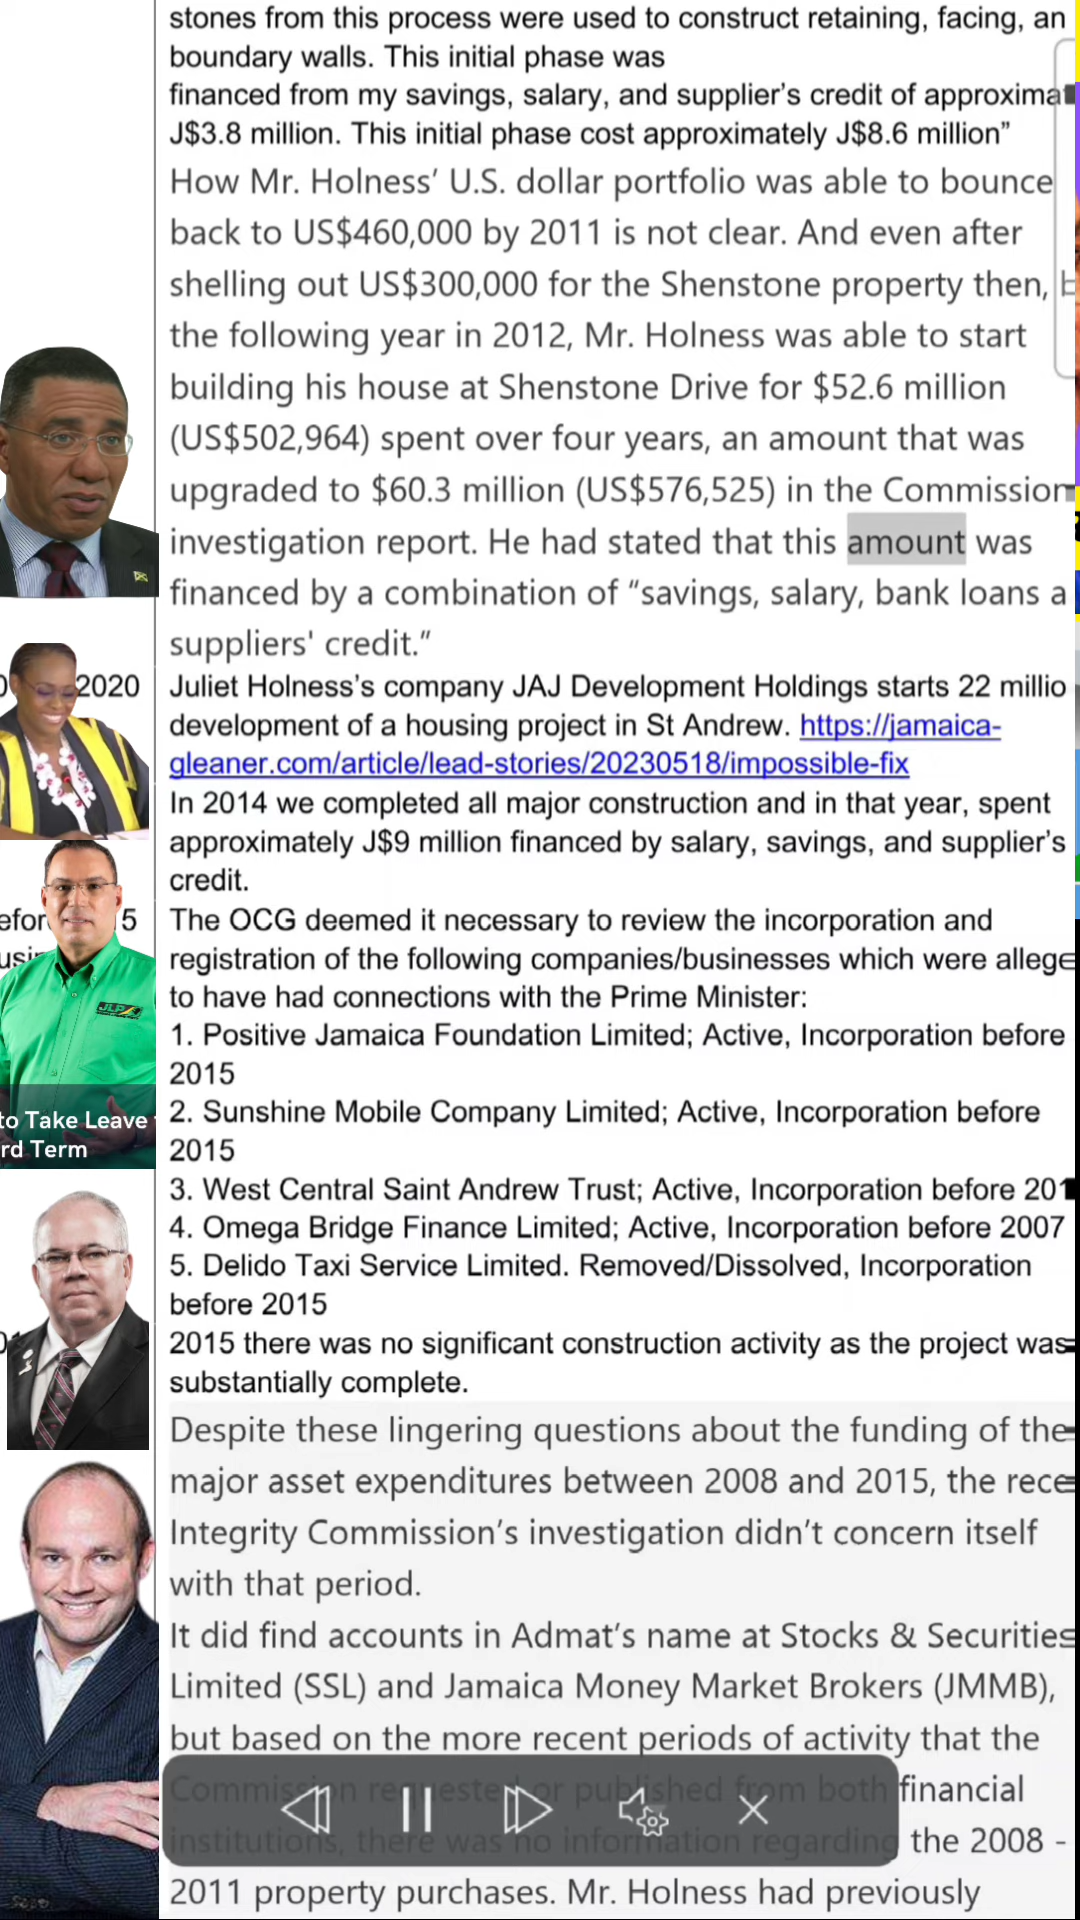 stones from this process were used to construct retaining, facing, an
boundary walls. This initial phase was
financed from my savings, salary, and supplier's credit of approxima
J$3.8 million. This initial phase cost approximately J$8.6 million”
How Mr. Holness’ U.S. dollar portfolio was able to bounce
back to US$460,000 by 2011 is not clear. And even after
shelling out US$300,000 for the Shenstone property then,
the following year in 2012, Mr. Holness was able to start
building his house at Shenstone Drive for $52.6 million
(US$502,964) spent over four years, an amount that was
upgraded to $60.3 million (US$576,525) in the Commission
investigation report. He had stated that this amount was
financed by a combination of “savings, salary, bank loans a
suppliers' credit.”
2020
Juliet Holness’s company JAJ Development Holdings starts 22 millio
development of a housing project in St Andrew. https://jamaica-
gleaner.com/article/lead-stories/20230518/impossible-fix
In 2014 we completed all major construction and in that year, spent
approximately J$9 million financed by salary, savings, and supplier’s
credit.
efor 5
The OCG deemed it necessary to review the incorporation and
usi
registration of the following companies/businesses which were allege
to have had connections with the Prime Minister:
JLP
1. Positive Jamaica Foundation Limited; Active, Incorporation before
2015
to Take Leave
rd Term
2. Sunshine Mobile Company Limited; Active, Incorporation before
2015
3. West Central Saint Andrew Trust; Active, Incorporation before 201
4. Omega Bridge Finance Limited; Active, Incorporation before 2007
5. Delido Taxi Service Limited. Removed/Dissolved, Incorporation
before 2015
2015 there was no significant construction activity as the project was
substantially complete.
Despite these lingering questions about the funding of the
major asset expenditures between 2008 and 2015, the rece
Integrity Commission’s investigation didn’t concern itself
with that period.
It did find accounts in Admat’s name at Stocks & Securities
Limited (SSL) and Jamaica Money Market Brokers (JMMB),
but based on the more recent periods of activity that the
Commission requested or published from both financial
institutions, there was no information regarding the 2008 -
2011 property purchases. Mr. Holness had previously